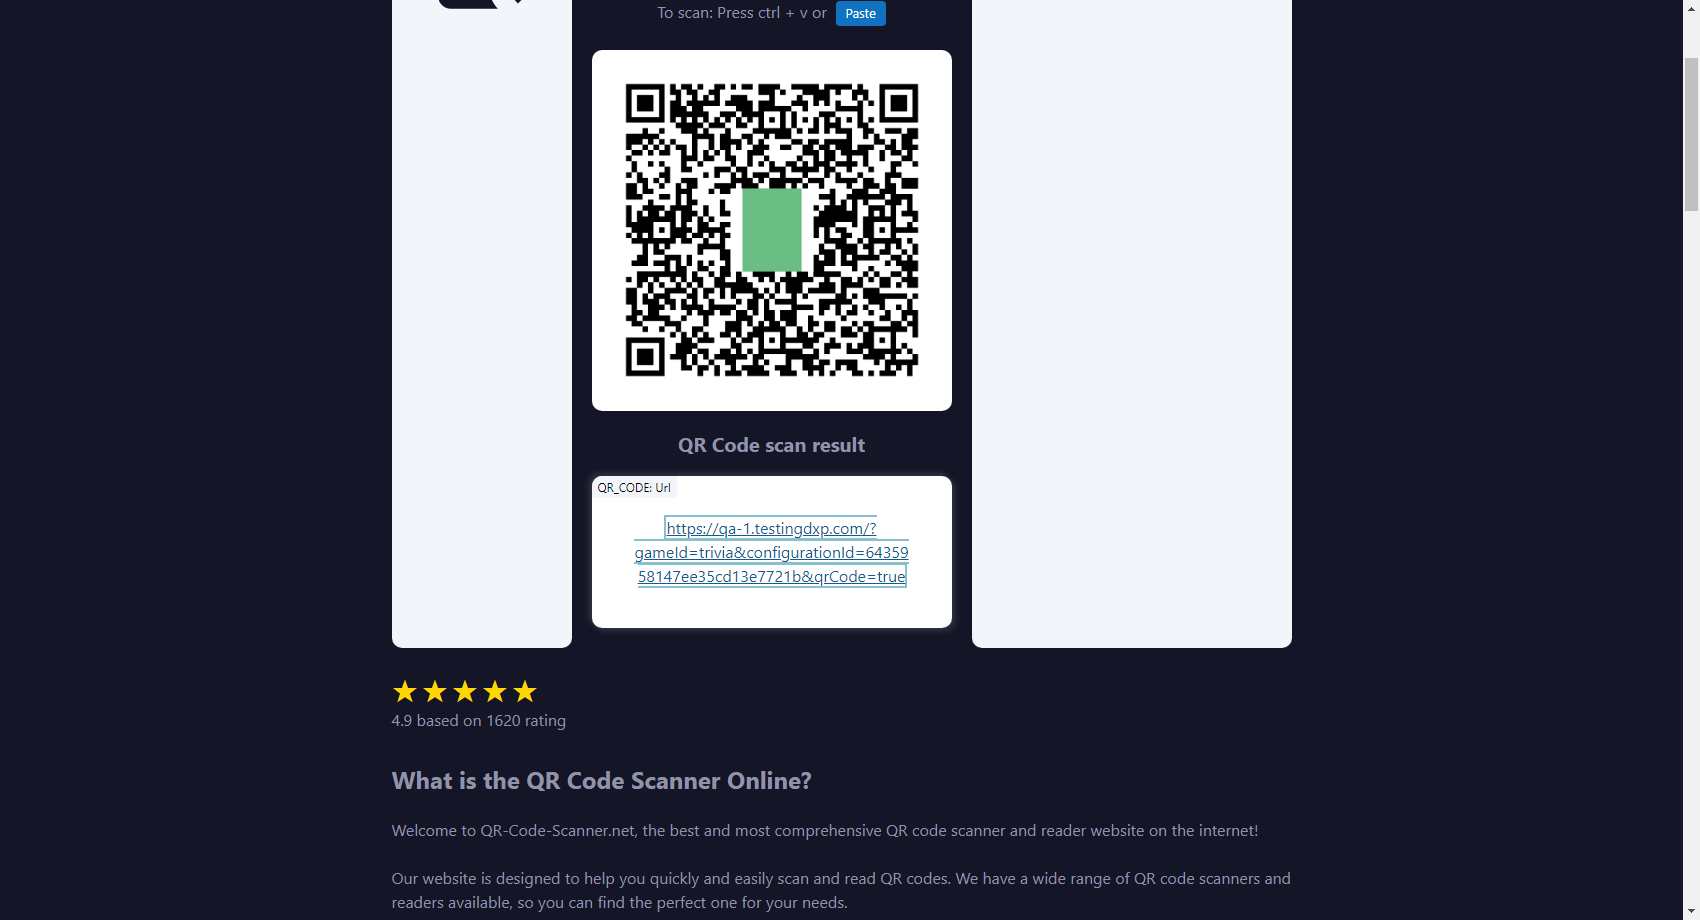 To scan: Press ctrl + v or Paste
QR Code scan result
QR_CODE: Url
https://qa-1.testingdxp.com/?
gameId=trivia&configurationId=64359
58147ee35cd13e7721b&qrCode=true
4.9 based on 1620 rating
What is the QR Code Scanner Online?
Welcome to QR-Code-Scanner.net, the best and most comprehensive QR code scanner and reader website on the internet!
Our website is designed to help you quickly and easily scan and read QR codes. We have a wide range of QR code scanners and
readers available, so you can find the perfect one for your needs.